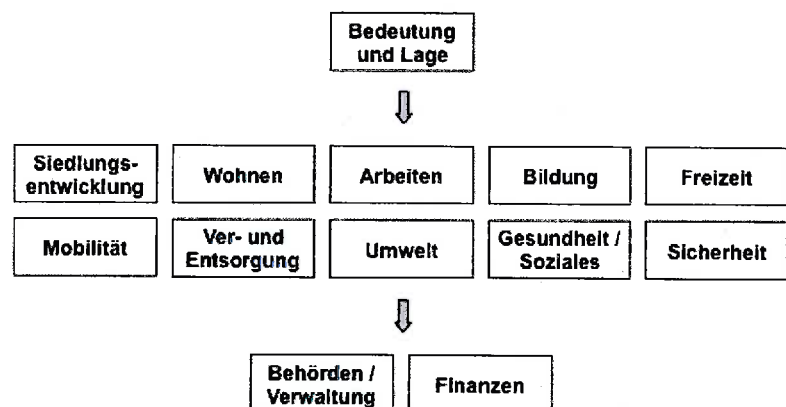 Bedeutung
und Lage
Siedlungs-
entwicklung
Wohnen
Arbeiten
Bildung
Freizeit
Mobilität
Ver- und
Entsorgung
Umwelt
Gesundheit /
Soziales
Sicherheit
Behörden /
Verwaltung
Finanzen